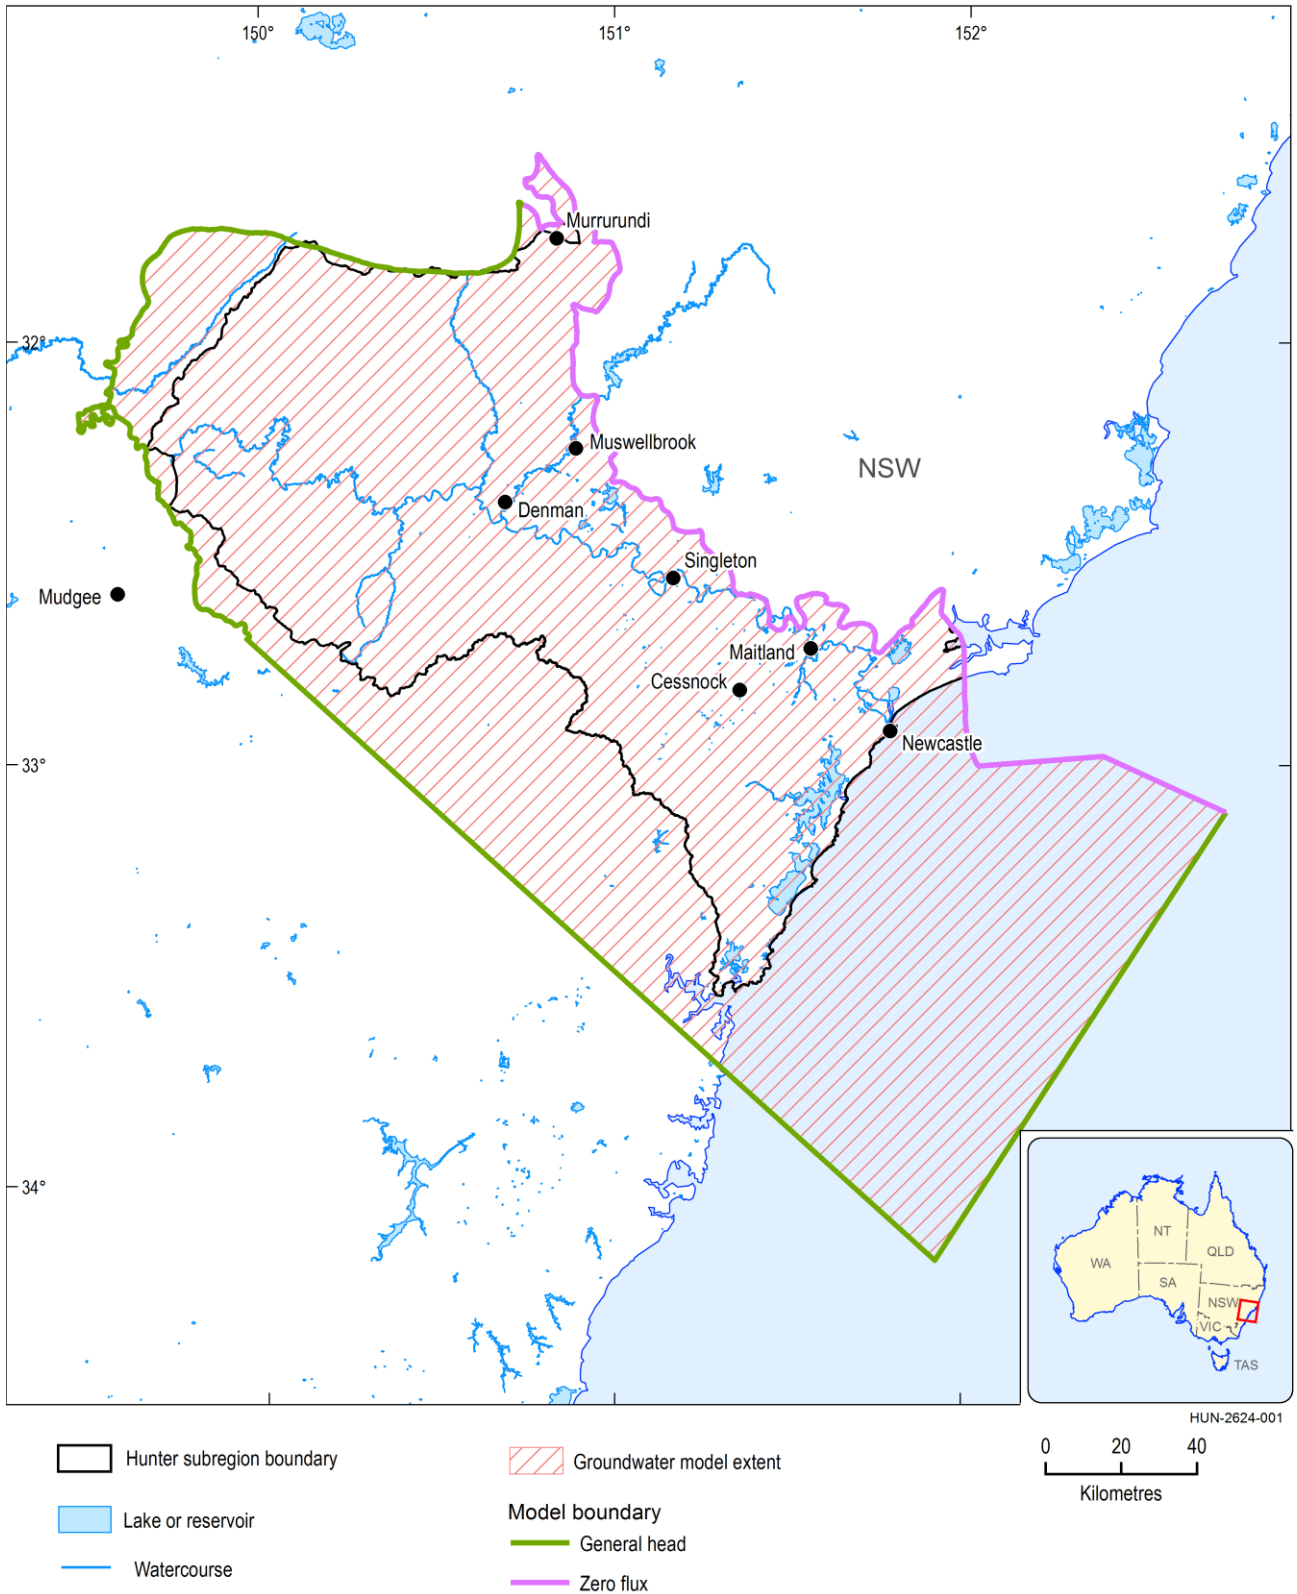 150°
151°
152°
Murrurundi
32°
Muswellbrook
NSW
Denman
Singleton
Mudgee
Maitland
Cessnock
Newcastle
33°
34°
NT
QLD
WA
SA
NSW
VIC
TAS
HUN-2624-001
Hunter subregion boundary
Groundwater model extent
0 20 40
Kilometres
Lake or reservoir
Model boundary
General head
Watercourse
Zero flux